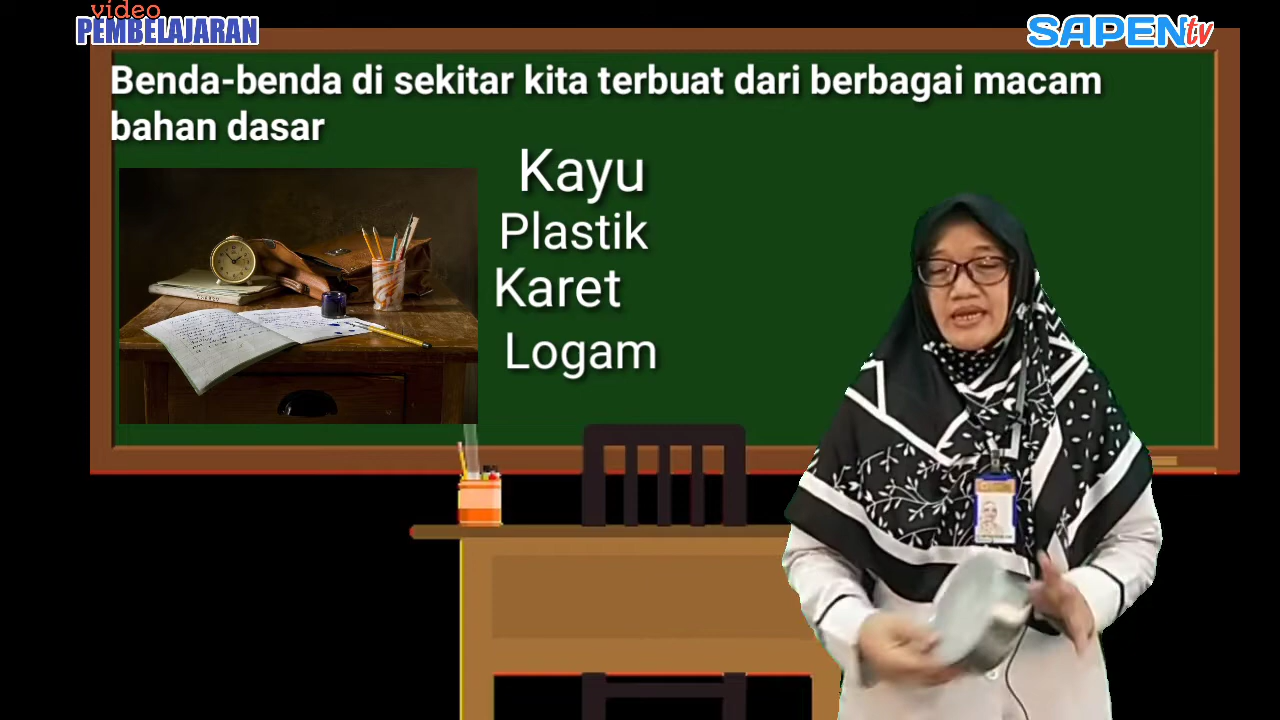 video
PEMBELAJARAN
SAPENtv
Benda-benda di sekitar kita terbuat dari berbagai macam
bahan dasar
Kayu
Plastik
Karet
Logam